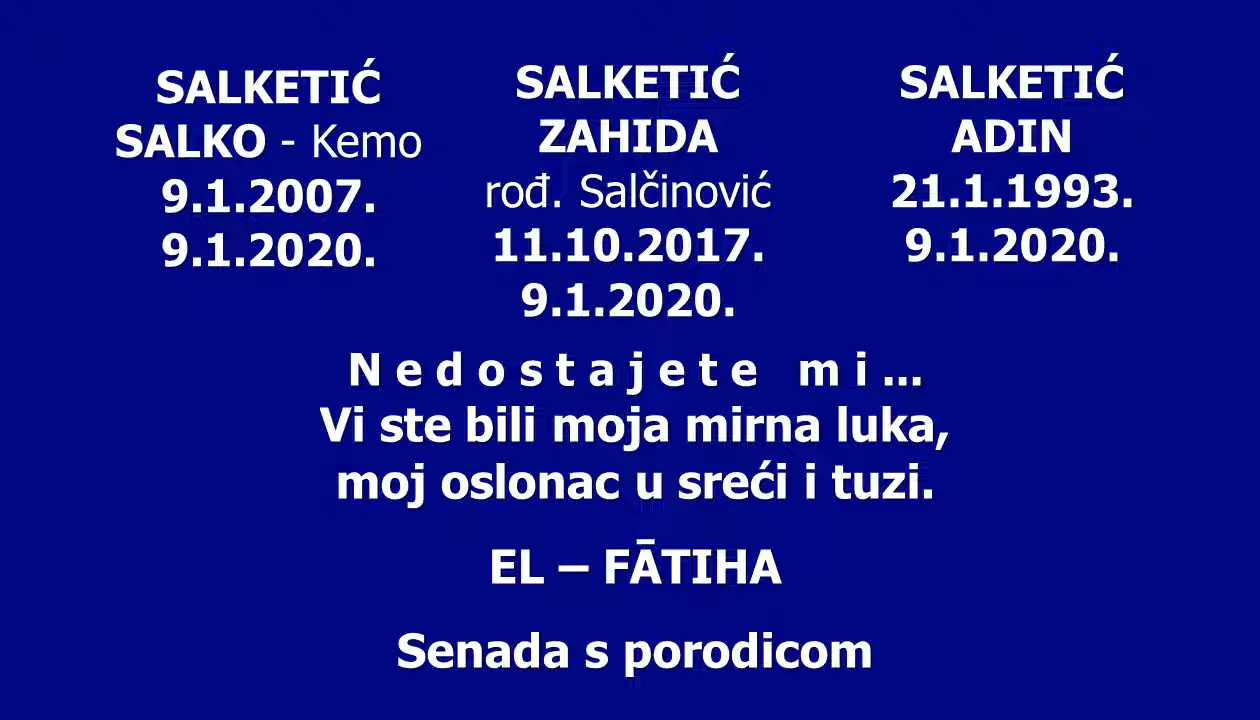 SALKETIĆ
SALKO - Kemo
9.1.2007.
9.1.2020.
SALKETIĆ
ZAHIDA
rođ. Salčinović
11.10.2017.
9.1.2020.
SALKETIĆ
ADIN
21.1.1993.
9.1.2020.
N e d o s t a j e t e  m i ...
Vi ste bili moja mirna luka,
moj oslonac u sreći i tuzi.
EL – FĀTIHA
Senada s porodicom